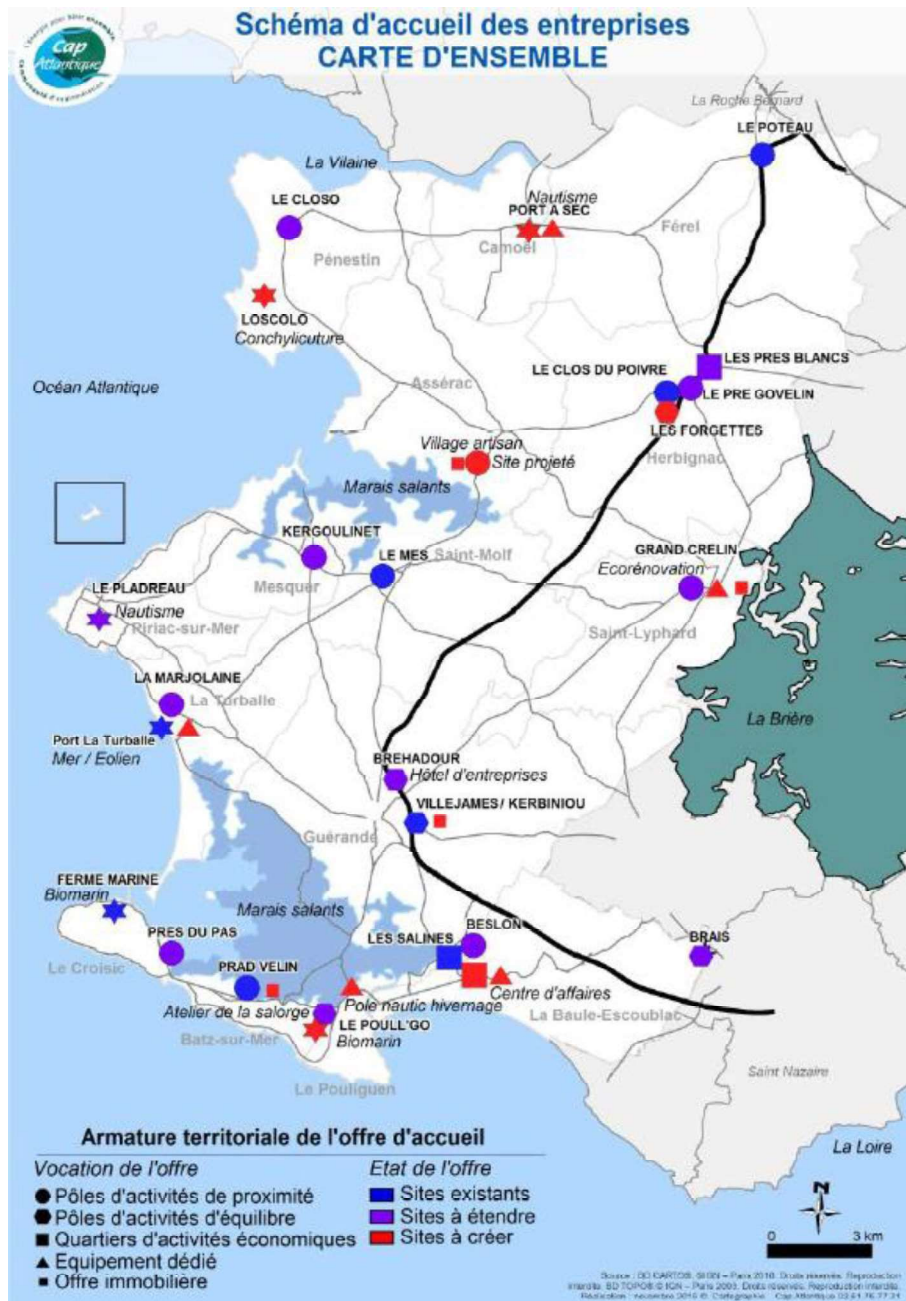 Schéma d'accueil des entreprises
CARTE D'ENSEMBLE
Cap
Atlantique
La Roche Bernard
LE POTEAU
La Vilaine
Nautisme
LE CLOSO
PORT A SEC
Férel
Camoël
Pénestin
LOSCOLO
Conchyliculture
LES PRES BLANCS
LE CLOS DU POIVRE
Océan Atlantique
Assérac
LE PRE GOVELIN
LES FORGETTES
Village artisan
Site projeté
Herbignac
Marais salants
KERGOULINET
LE MES
Saint-Molf
GRAND CRELIN
Ecorénovation
Mesquer
LE PLADREAU
Nautisme
Piriac-sur-Mer
Saint-Lyphard
LA MARJOLAINE
La Turballe
La Brière
Port La Turballe
Mer / Eolien
BREHADOUR
Hôtel d'entreprises
VILLEJAMES/ KERBINIOU
Guérande
FERME MARINE
Biomarin
Marais salants
BESLON
PRES DU PAS
LES SALINES
BRAIS
Le Croisic
PRAD VELIN
Centre d'affaires
Pole nautic hivernage
Atelier de la salorge
La Baule-Escoublac
LE POULL'GO
Batz-sur-Mer
Biomarin
Saint Nazaire
Le Pouliguen
Armature territoriale de l'offre d'accueil
La Loire
Vocation de l'offre
Etat de l'offre
Pôles d'activités de proximité
Sites existants
Pôles d'activités d'équilibre
Sites à étendre
Quartiers d'activités économiques
Sites à créer
Equipement dédié
Offre immobilière
N
0
3 km